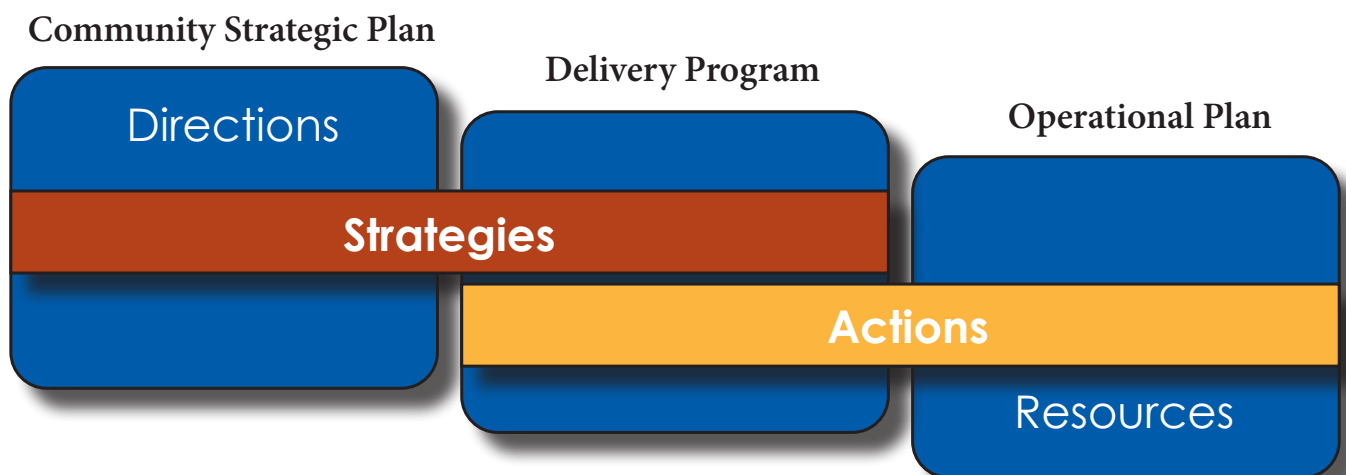 Community Strategic Plan
Delivery Program
Operational Plan
Directions
Strategies
Actions
Resources